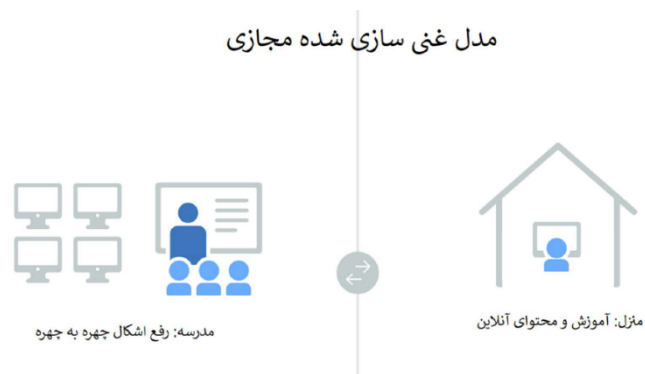 مدل غنی سازی شده مجازی
منزل: آموزش و محتوای آنلاین
مدرسه: رفع اشکال چهره به چهره